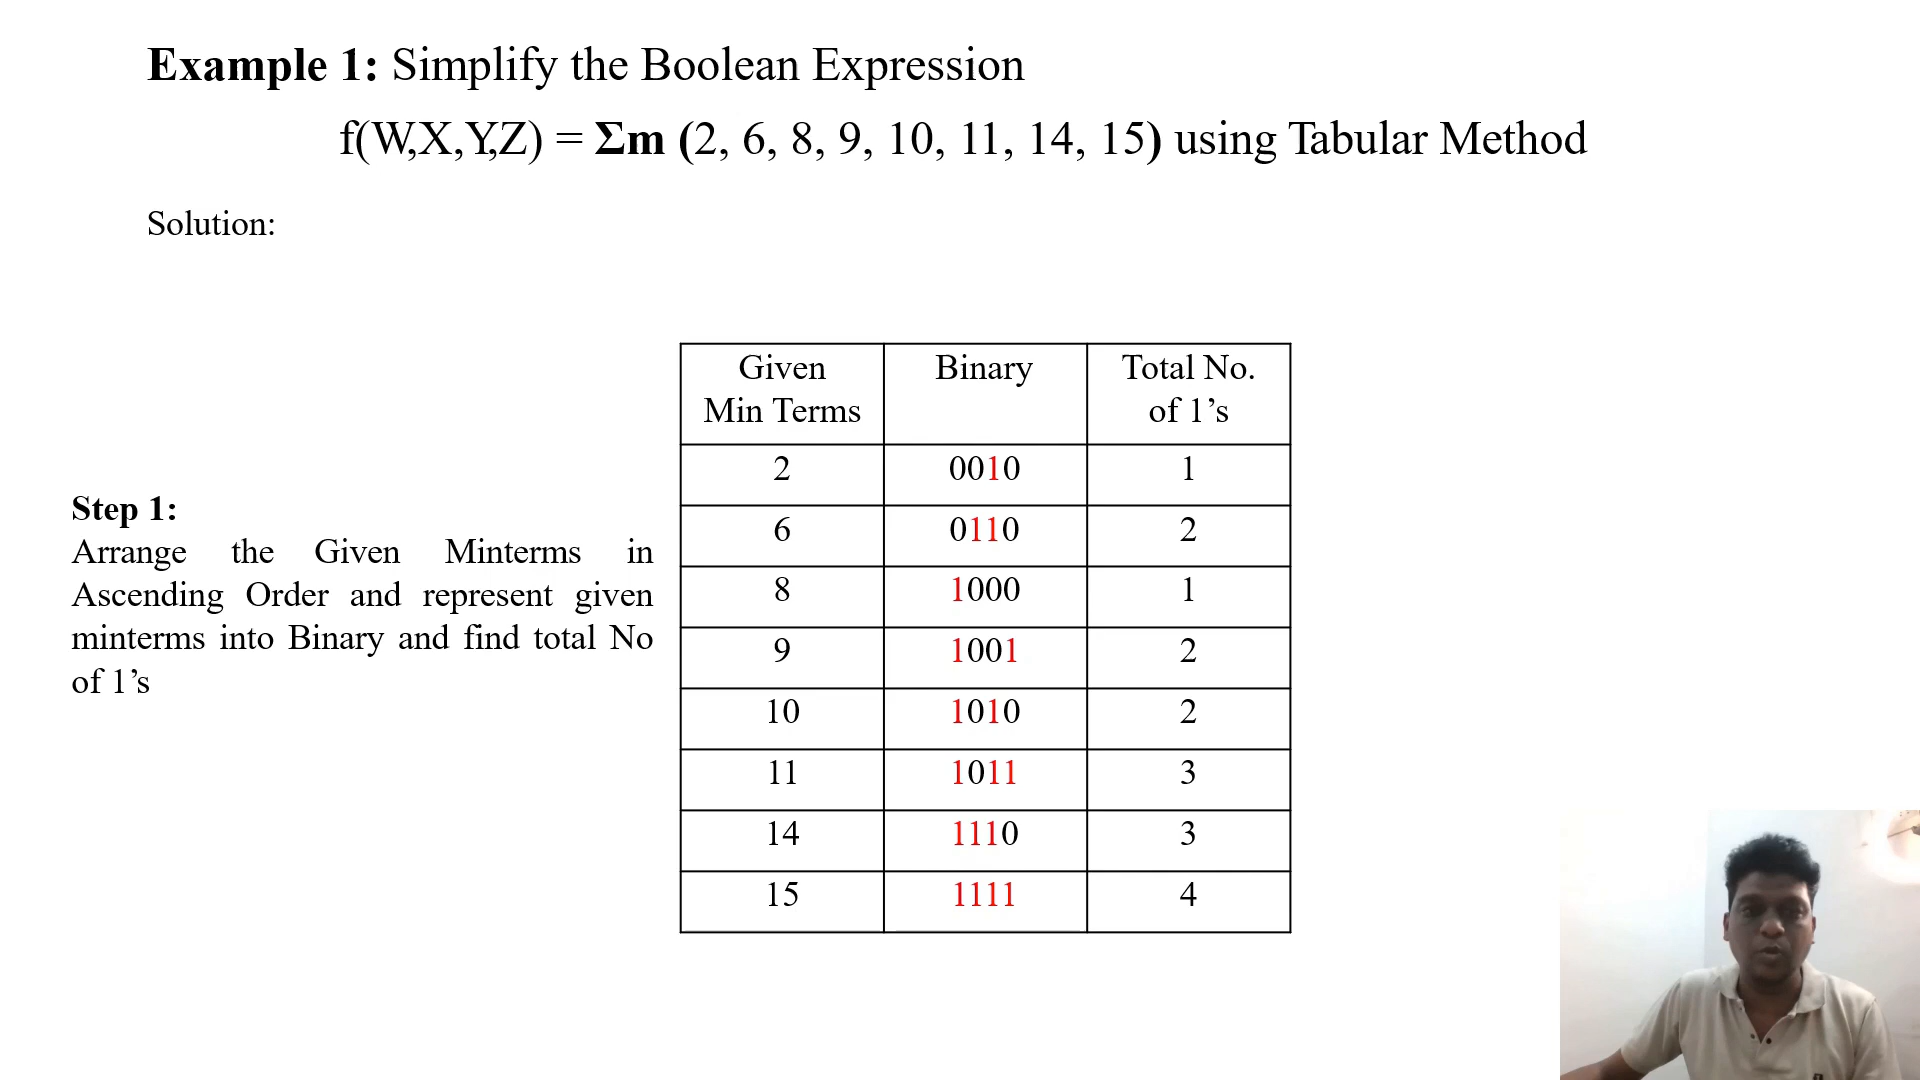 Example 1: Simplify the Boolean Expression
f(W,X,Y,Z) = Σm (2, 6, 8, 9, 10, 11, 14, 15) using Tabular Method
Solution:
Step 1:
Arrange the Given Minterms in
Ascending Order and represent given
minterms into Binary and find total No
of 1’s
Given Min Terms Binary Total No. of 1’s
2 0010 1
6 0110 2
8 1000 1
9 1001 2
10 1010 2
11 1011 3
14 1110 3
15 1111 4